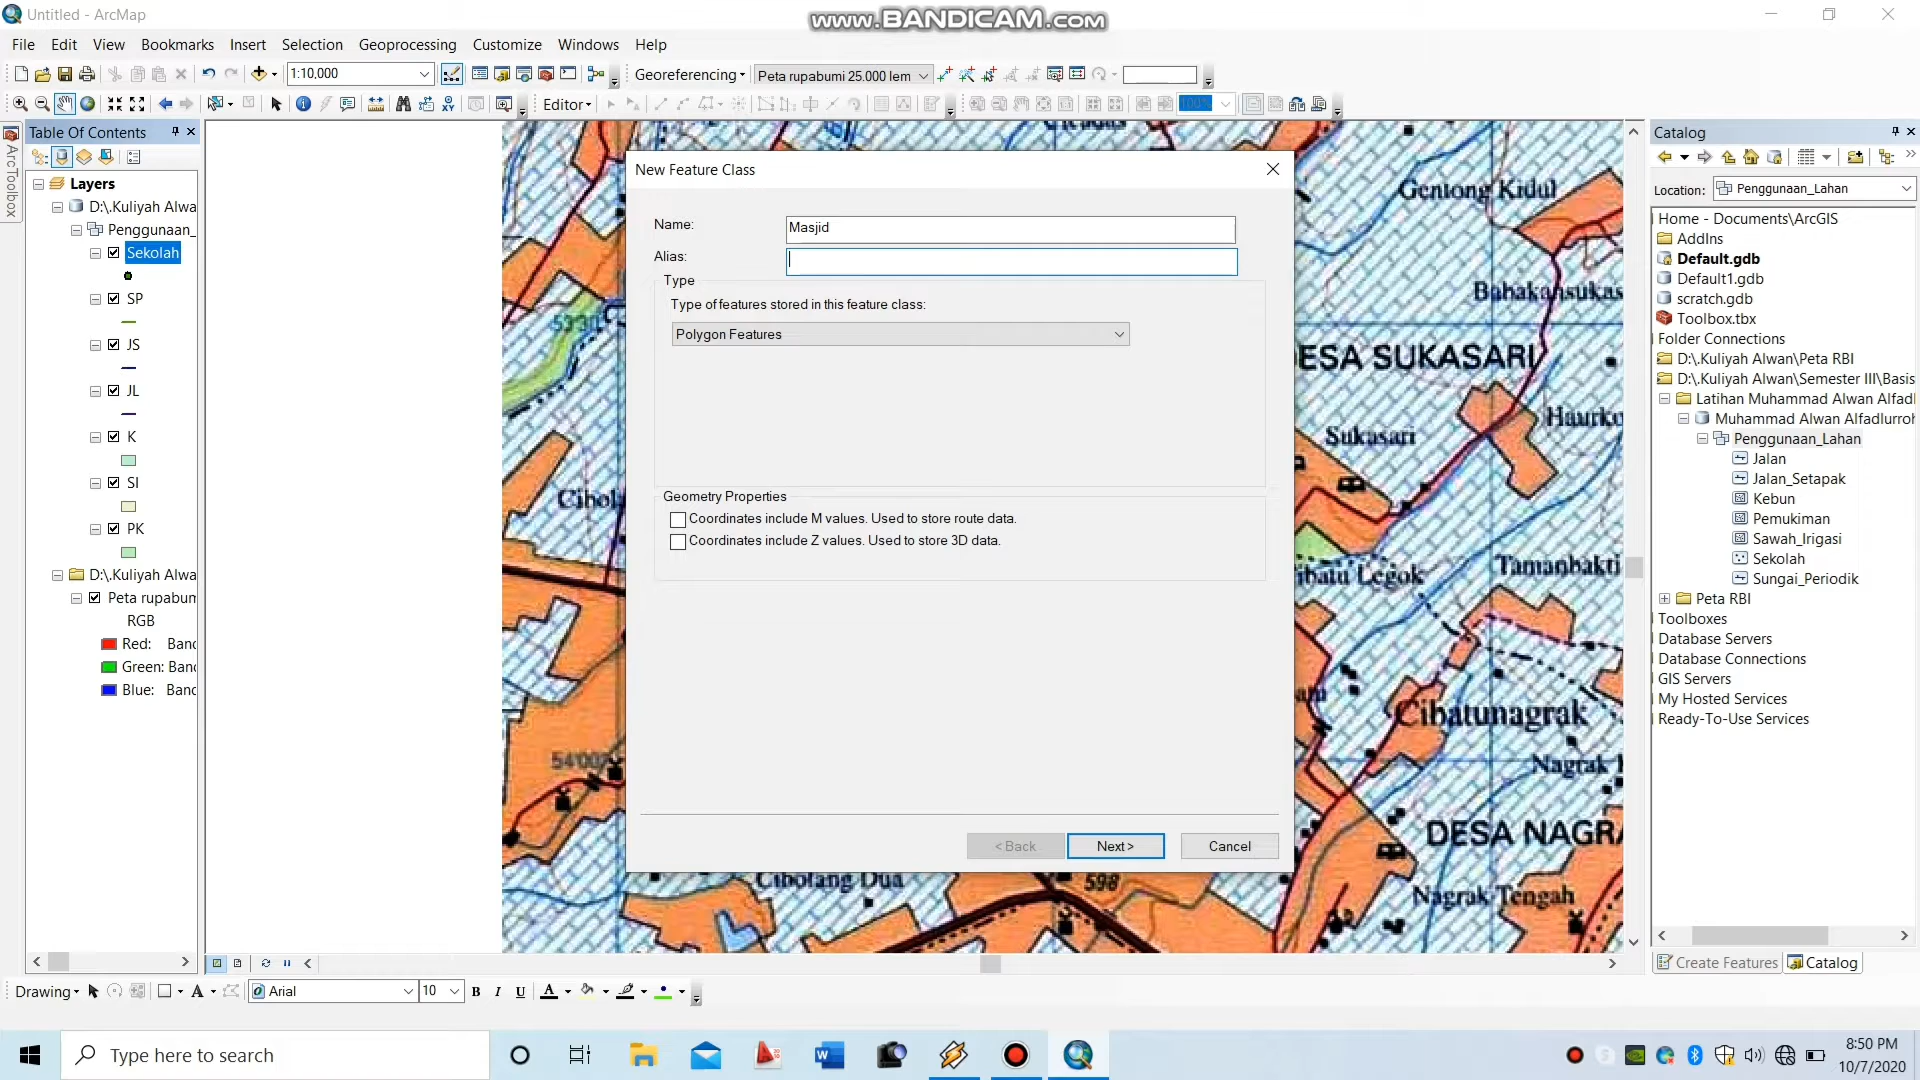 Untitled - ArcMap
www.BANDICAM.com
File Edit View Bookmarks Insert Selection Geoprocessing Customize Windows Help
1:10,000
Georeferencing
Peta rupabumi 25.000 lem
Editor
100%
Table Of Contents
Layers
D:\.Kuliyah Alwa
Penggunaan_
Sekolah
SP
JS
JL
K
SI
PK
D:\.Kuliyah Alwa
Peta rupabum
RGB
Red: Banc
Green: Banc
Blue: Banc
ArcToolbox
New Feature Class
Name:
Masjid
Alias:
Type
Type of features stored in this feature class:
Polygon Features
Geometry Properties
Coordinates include M values. Used to store route data.
Coordinates include Z values. Used to store 3D data.
< Back
Next >
Cancel
Cicadas
Gentong Kidul
Babakansukas
ESA SUKASARI
Haurko
Sukasari
Cibol
Tamanbakti
ibatu Legok
Cibatunagrak
Nagrak
DESA NAGRA
Nagrak Tengah
Cibolang Dua
598
Catalog
Location:
Penggunaan_Lahan
Home - Documents\ArcGIS
AddIns
Default.gdb
Default1.gdb
scratch.gdb
Toolbox.tbx
Folder Connections
D:\.Kuliyah Alwan\Peta RBI
D:\.Kuliyah Alwan\Semester III\Basis
Latihan Muhammad Alwan Alfadl
Muhammad Alwan Alfadlurroh
Penggunaan_Lahan
Jalan
Jalan_Setapak
Kebun
Pemukiman
Sawah_Irigasi
Sekolah
Sungai_Periodik
Peta RBI
Toolboxes
Database Servers
Database Connections
GIS Servers
My Hosted Services
Ready-To-Use Services
Create Features
Catalog
Drawing
A
Arial
10
B I U A
Type here to search
8:50 PM
10/7/2020